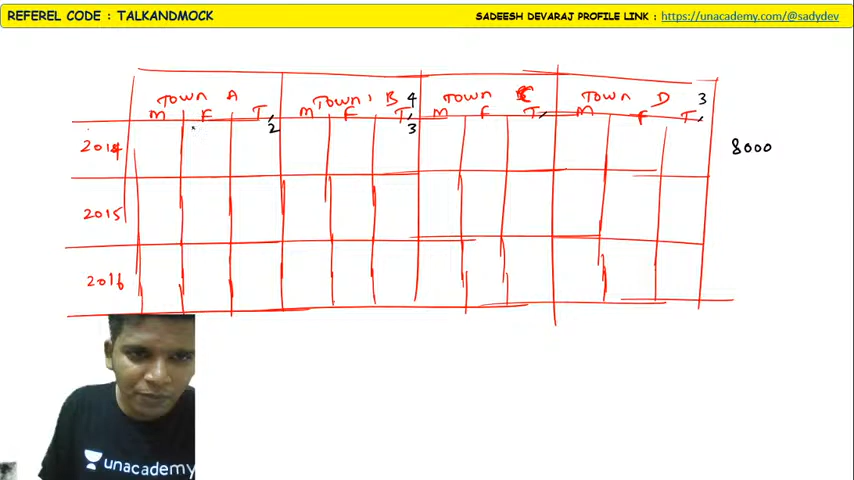 REFEREL CODE : TALKANDMOCK
SADEESH DEVARAJ PROFILE LINK : https://unacademy.com/@sadydev
Town A Town B 4 Town C Town D 3
M F T M F T M F T M F T
2 3
2014 8000
2015
2016
unacademy